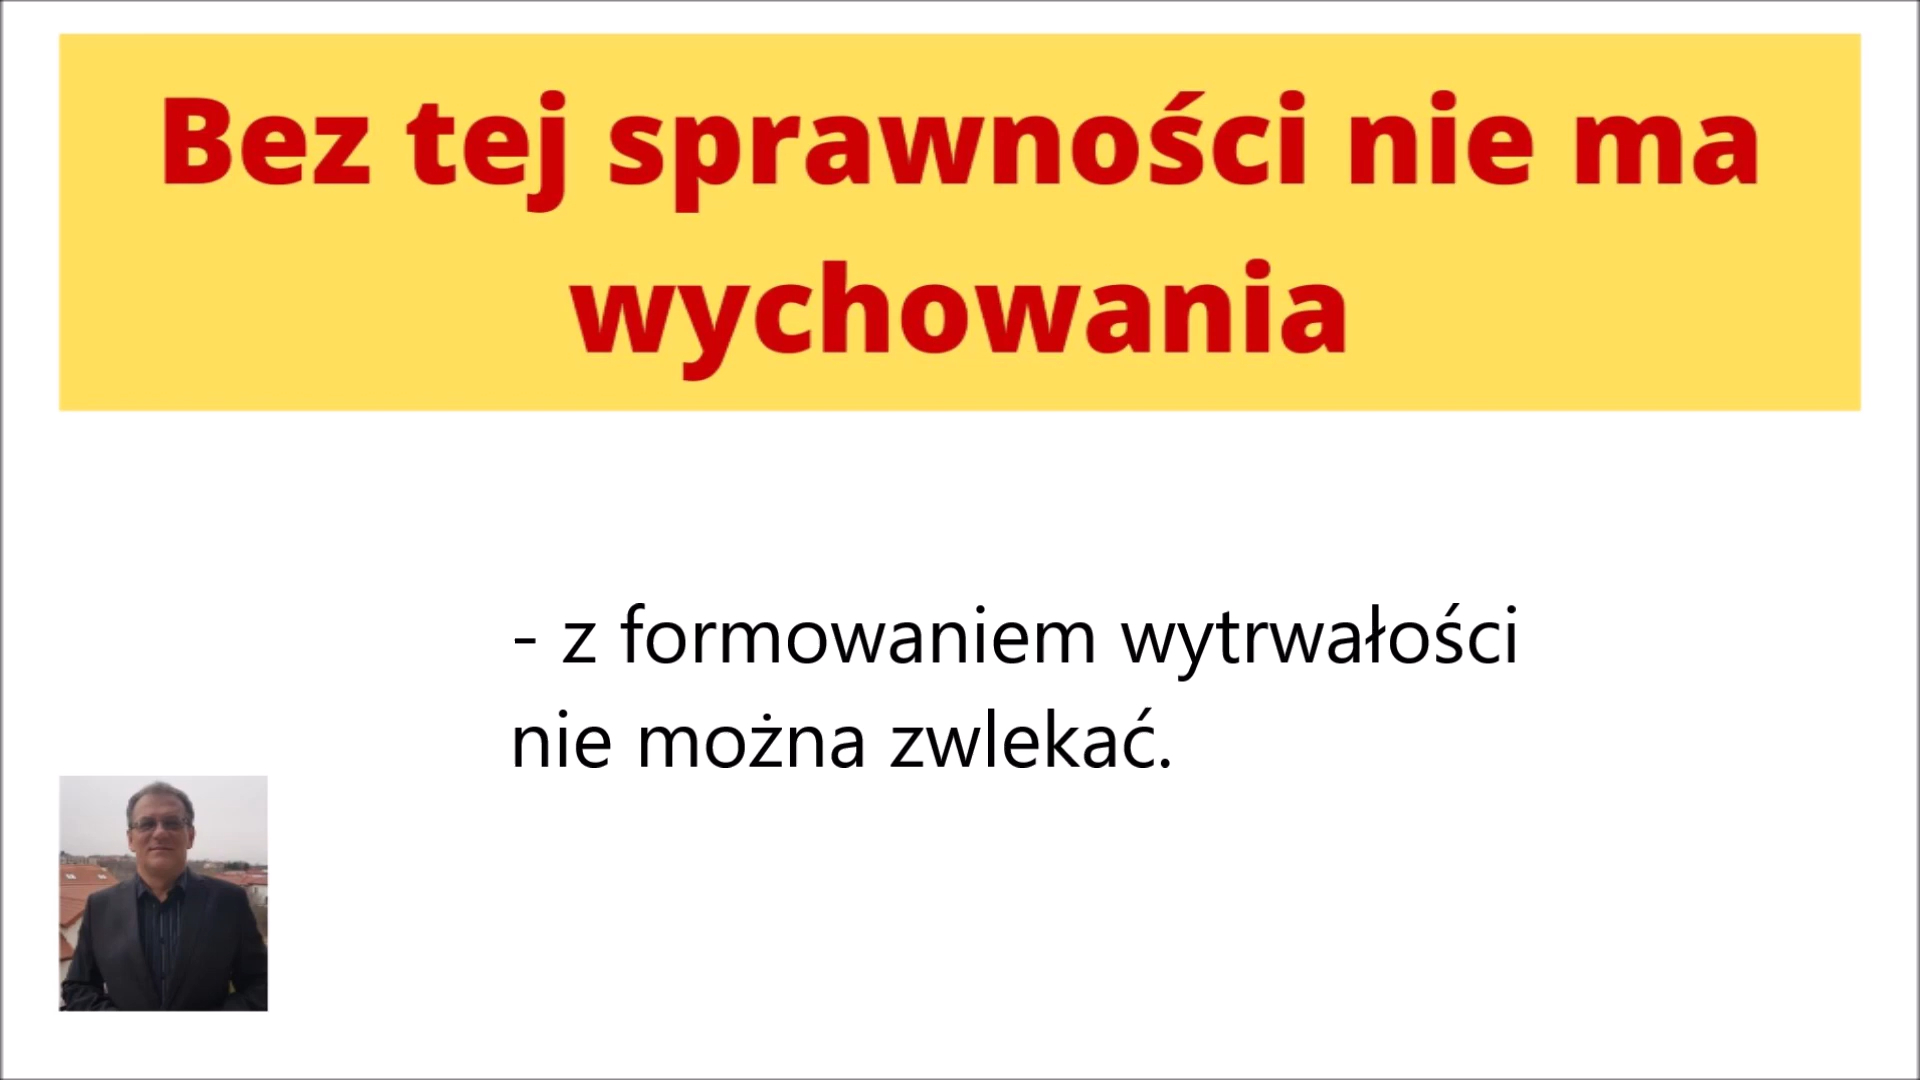 Bez tej sprawności nie ma
wychowania
- z formowaniem wytrwałości
nie można zwlekać.